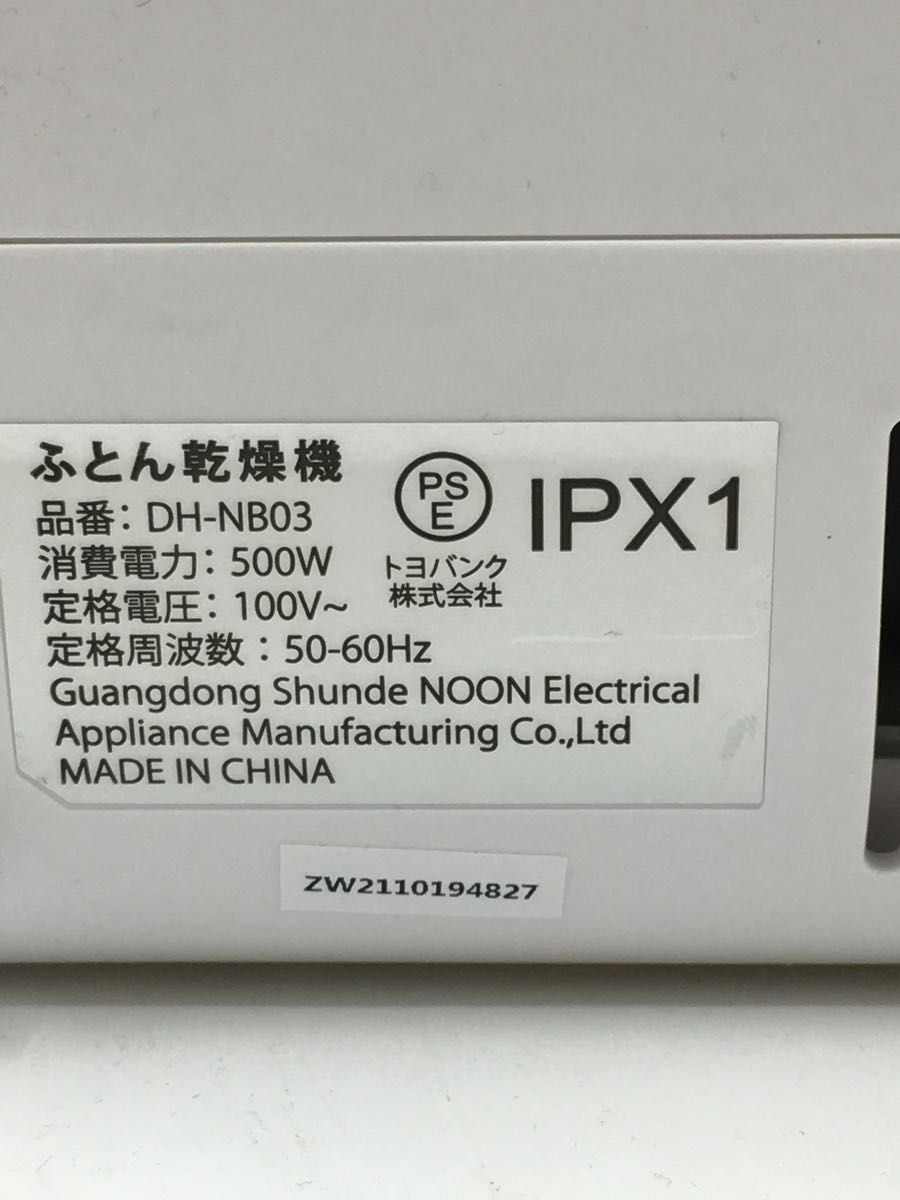 ふとん乾燥機
品番: DH-NB03
消費電力: 500W
定格電圧: 100V~
定格周波数: 50-60Hz
PS
E
トヨバンク
株式会社
IPX1
Guangdong Shunde NOON Electrical
Appliance Manufacturing Co.,Ltd
MADE IN CHINA
ZW2110194827